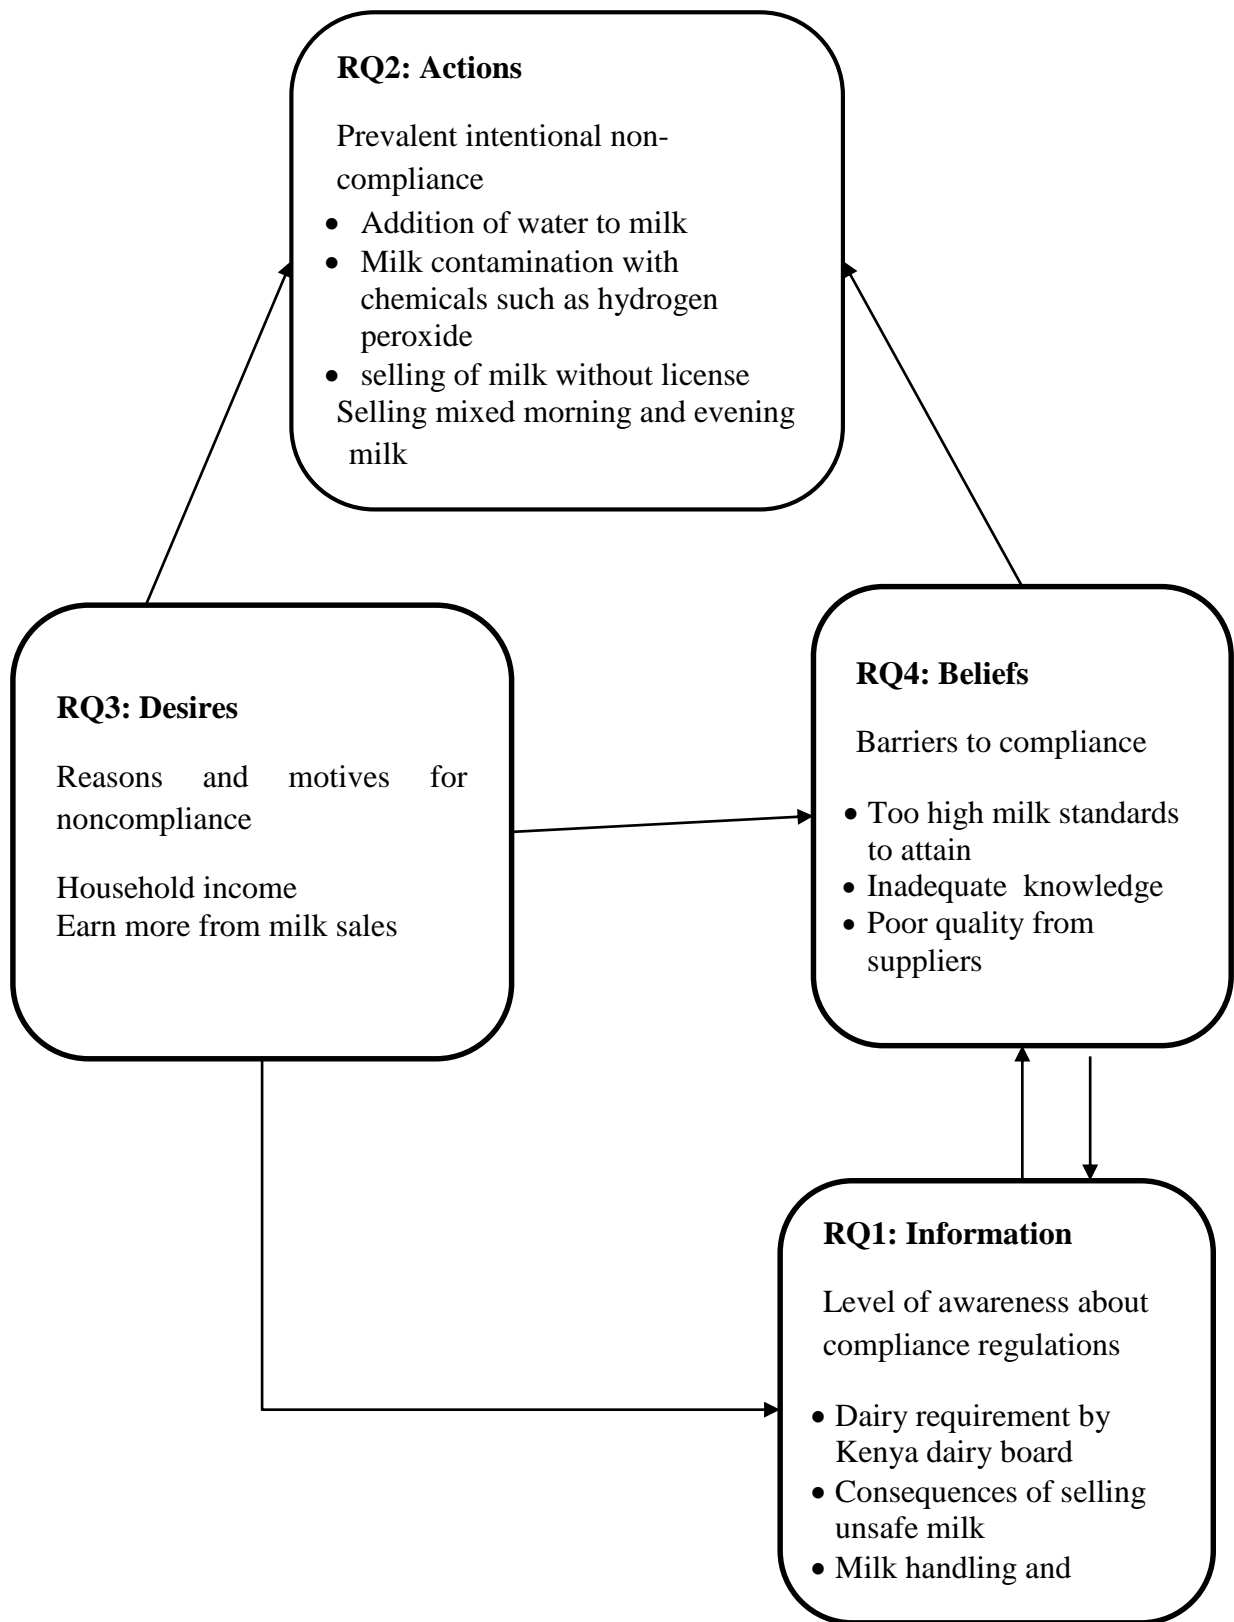 RQ2: Actions
Prevalent intentional non-
compliance
• Addition of water to milk
• Milk contamination with
chemicals such as hydrogen
peroxide
• selling of milk without license
Selling mixed morning and evening
milk
RQ3: Desires
Reasons and motives for
noncompliance
Household income
Earn more from milk sales
RQ4: Beliefs
Barriers to compliance
• Too high milk standards
to attain
• Inadequate knowledge
• Poor quality from
suppliers
RQ1: Information
Level of awareness about
compliance regulations
• Dairy requirement by
Kenya dairy board
• Consequences of selling
unsafe milk
• Milk handling and